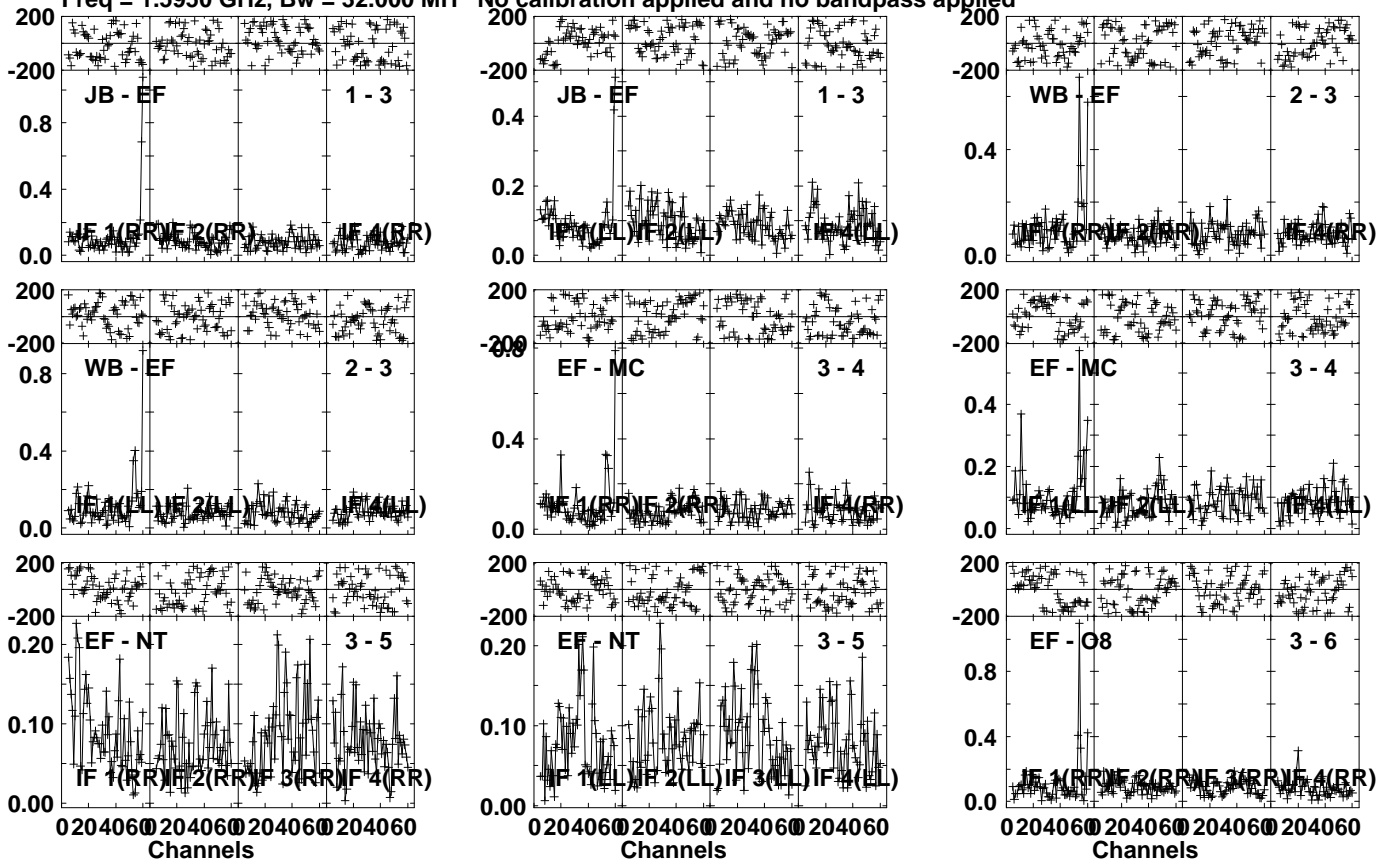 Freq = 1.5950 GHz, Bw = 32.000 MH No calibration applied and no bandpass applied
200
-200
JB - EF 1 - 3
0.8
0.4
0.0
IF 1(RR) IF 2(RR) IF 4(RR)
200
-200
JB - EF 1 - 3
0.4
0.2
0.0
IF 1(LL) IF 2(LL) IF 4(LL)
200
-200
WB - EF 2 - 3
0.4
0.0
IF 1(RR) IF 2(RR) IF 4(RR)
200
-200
WB - EF 2 - 3
0.8
0.4
0.0
IF 1(LL) IF 2(LL) IF 4(LL)
200
-200
0.8
EF - MC 3 - 4
0.4
0.0
IF 1(RR) IF 2(RR) IF 4(RR)
200
-200
EF - MC 3 - 4
0.4
0.2
0.0
IF 1(LL) IF 2(LL) IF 4(LL)
200
-200
EF - NT 3 - 5
0.20
0.10
0.00
IF 1(RR) IF 2(RR) IF 3(RR) IF 4(RR)
0 20 40 60 0 20 40 60 0 20 40 60 0 20 40 60
Channels
200
-200
EF - NT 3 - 5
0.20
0.10
0.00
IF 1(LL) IF 2(LL) IF 3(LL) IF 4(LL)
0 20 40 60 0 20 40 60 0 20 40 60 0 20 40 60
Channels
200
-200
EF - O8 3 - 6
0.8
0.4
0.0
IF 1(RR) IF 2(RR) IF 3(RR) IF 4(RR)
0 20 40 60 0 20 40 60 0 20 40 60 0 20 40 60
Channels